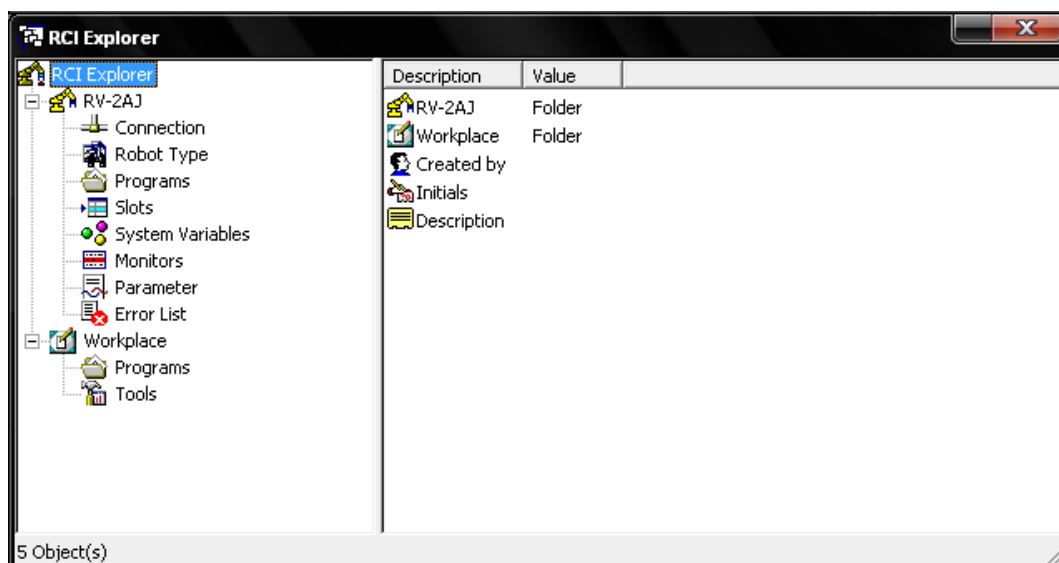 RCI Explorer
RCI Explorer
RV-2AJ
Connection
Robot Type
Programs
Slots
System Variables
Monitors
Parameter
Error List
Workplace
Programs
Tools
Description Value
RV-2AJ Folder
Workplace Folder
Created by
Initials
Description
5 Object(s)